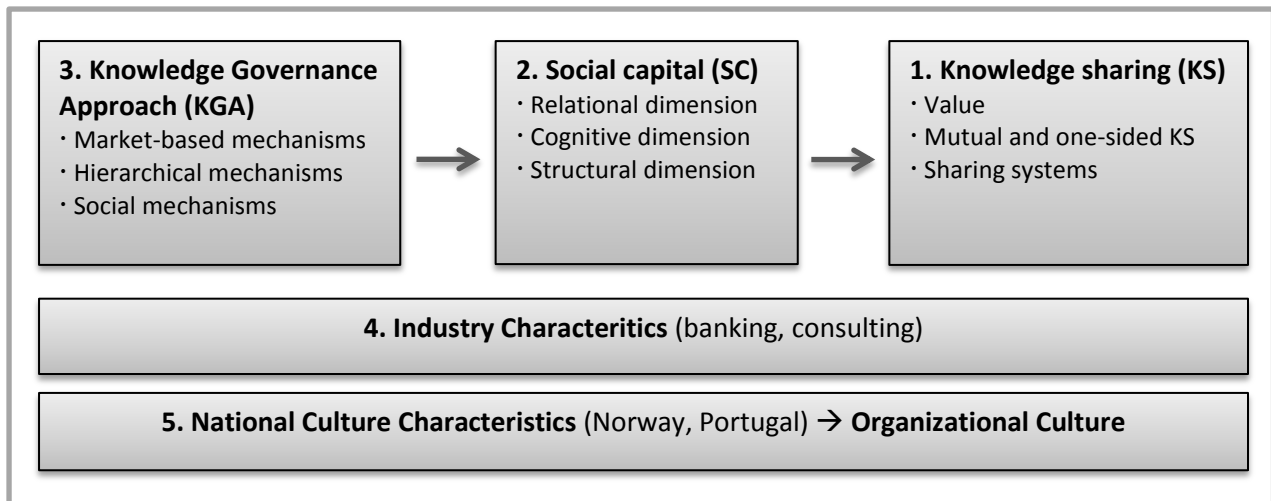 3. Knowledge Governance
Approach (KGA)
· Market-based mechanisms
· Hierarchical mechanisms
· Social mechanisms
2. Social capital (SC)
· Relational dimension
· Cognitive dimension
· Structural dimension
1. Knowledge sharing (KS)
· Value
· Mutual and one-sided KS
· Sharing systems
4. Industry Characteritics (banking, consulting)
5. National Culture Characteristics (Norway, Portugal) → Organizational Culture